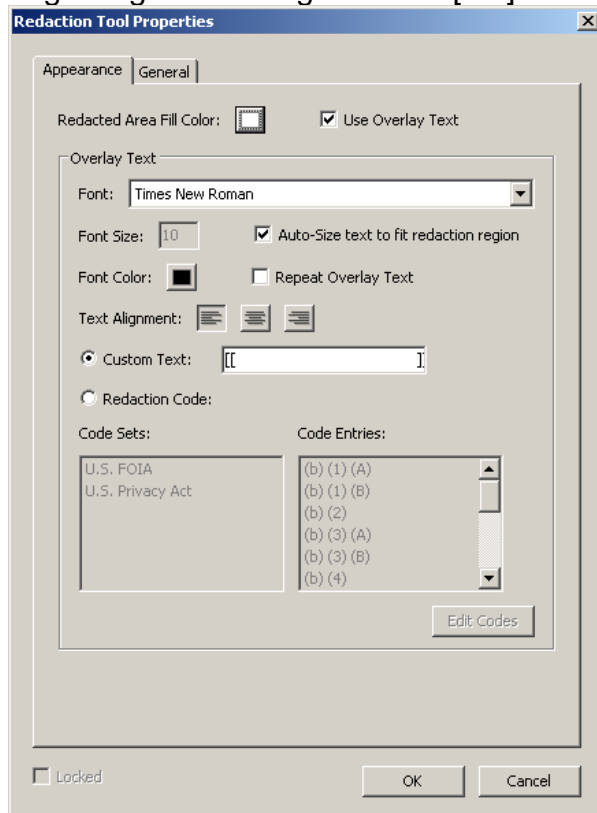 Redaction Tool Properties
Appearance General
Redacted Area Fill Color: Use Overlay Text
Overlay Text
Font: Times New Roman
Font Size: 10 Auto-Size text to fit redaction region
Font Color: Repeat Overlay Text
Text Alignment:
Custom Text: [[ ]
Redaction Code:
Code Sets: Code Entries:
U.S. FOIA (b) (1) (A)
U.S. Privacy Act (b) (1) (B)
(b) (2)
(b) (3) (A)
(b) (3) (B)
(b) (4)
Edit Codes
Locked OK Cancel